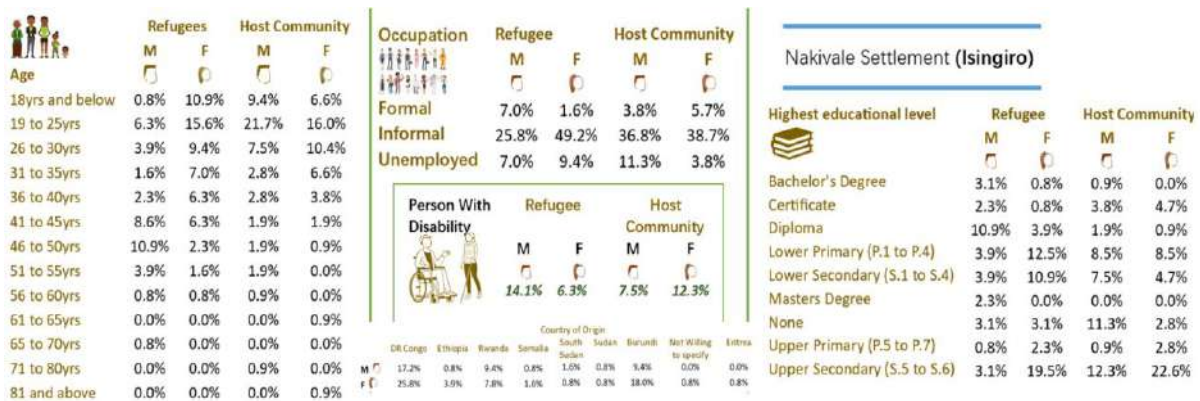 Refugees Host Community
M F M F
Age
18yrs and below 0.8% 10.9% 9.4% 6.6%
19 to 25yrs 6.3% 15.6% 21.7% 16.0%
26 to 30yrs 3.9% 9.4% 7.5% 10.4%
31 to 35yrs 1.6% 7.0% 2.8% 6.6%
36 to 40yrs 2.3% 6.3% 2.8% 3.8%
41 to 45yrs 8.6% 6.3% 1.9% 1.9%
46 to 50yrs 10.9% 2.3% 1.9% 0.9%
51 to 55yrs 3.9% 1.6% 1.9% 0.0%
56 to 60yrs 0.8% 0.8% 0.9% 0.0%
61 to 65yrs 0.0% 0.0% 0.0% 0.9%
65 to 70yrs 0.8% 0.0% 0.0% 0.0%
71 to 80yrs 0.0% 0.0% 0.9% 0.0%
81 and above 0.0% 0.0% 0.0% 0.9%
Occupation Refugee Host Community
M F M F
Formal 7.0% 1.6% 3.8% 5.7%
Informal 25.8% 49.2% 36.8% 38.7%
Unemployed 7.0% 9.4% 11.3% 3.8%
Person With Refugee Host
Disability Community
M F M F
14.1% 6.3% 7.5% 12.3%
Country of Origin
DR Congo Ethiopia Rwanda Somalia South Sudan Sudan Burundi Not Willing to specify Eritrea
M 17.2% 0.8% 9.4% 0.8% 1.6% 0.8% 9.4% 0.0% 0.0%
F 25.8% 3.9% 7.8% 0.8% 0.8% 18.0% 0.8% 0.8%
Nakivale Settlement (Isingiro)
Highest educational level Refugee Host Community
M F M F
Bachelor's Degree 3.1% 0.8% 0.9% 0.0%
Certificate 2.3% 0.8% 3.8% 4.7%
Diploma 10.9% 3.9% 1.9% 0.9%
Lower Primary (P.1 to P.4) 3.9% 12.5% 8.5% 8.5%
Lower Secondary (S.1 to S.4) 3.9% 10.9% 7.5% 4.7%
Masters Degree 2.3% 0.0% 0.0% 0.0%
None 3.1% 3.1% 11.3% 2.8%
Upper Primary (P.5 to P.7) 0.8% 2.3% 0.9% 2.8%
Upper Secondary (S.5 to S.6) 3.1% 19.5% 12.3% 22.6%